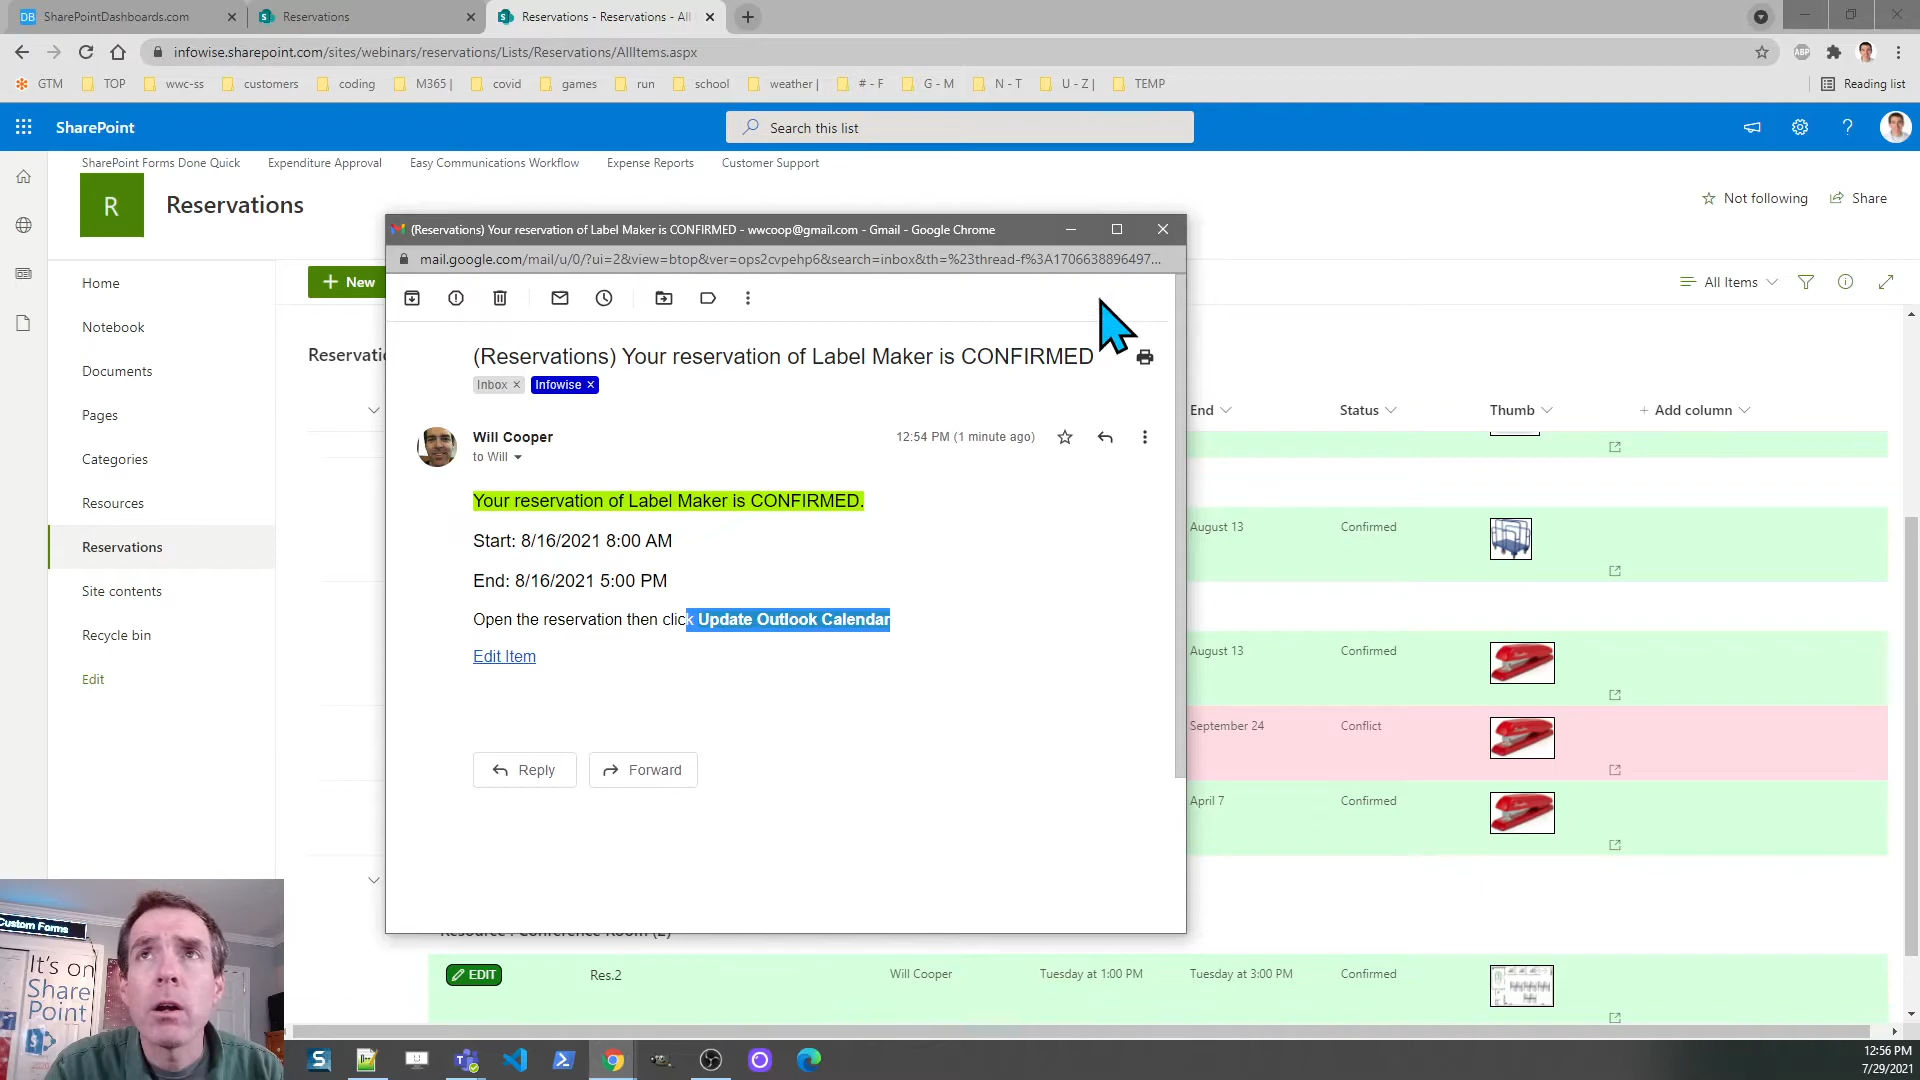 DB SharePointDashboards.com
Reservations
Reservations - Reservations - All
infowise.sharepoint.com/sites/webinars/reservations/Lists/Reservations/AllItems.aspx
ABP
GTM TOP wwc-ss customers coding M365 | covid games run school weather | # - F G - M N - T U - Z | TEMP Reading list
SharePoint
Search this list
?
SharePoint Forms Done Quick Expenditure Approval Easy Communications Workflow Expense Reports Customer Support
R
Reservations
Not following Share
Home
Notebook
Documents
Pages
Categories
Resources
Reservations
Site contents
Recycle bin
Edit
+ New
All Items
End Status Thumb + Add column
August 13 Confirmed
August 13 Confirmed
September 24 Conflict
April 7 Confirmed
(Reservations) Your reservation of Label Maker is CONFIRMED - wwcoop@gmail.com - Gmail - Google Chrome
mail.google.com/mail/u/0/?ui=2&view=btop&ver=ops2cvpehp6&search=inbox&th=%23thread-f%3A1706638896497...
(Reservations) Your reservation of Label Maker is CONFIRMED
Inbox × Infowise ×
Will Cooper
to Will
12:54 PM (1 minute ago)
Your reservation of Label Maker is CONFIRMED.
Start: 8/16/2021 8:00 AM
End: 8/16/2021 5:00 PM
Open the reservation then click Update Outlook Calendar
Edit Item
Reply Forward
EDIT Res.2 Will Cooper Tuesday at 1:00 PM Tuesday at 3:00 PM Confirmed
Custom Forms
It's on
Share
Point
12:56 PM
7/29/2021